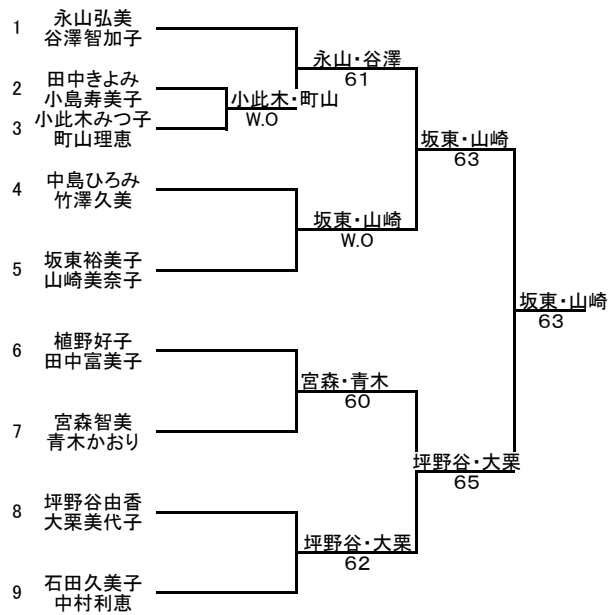 1
永山弘美
谷澤智加子
永山・谷澤
61
2
田中きよみ
小島寿美子
小此木・町山
W.O
3
小此木みつ子
町山理恵
坂東・山崎
63
4
中島ひろみ
竹澤久美
坂東・山崎
W.O
5
坂東裕美子
山崎美奈子
坂東・山崎
63
6
植野好子
田中富美子
宮森・青木
60
7
宮森智美
青木かおり
坪野谷・大栗
65
8
坪野谷由香
大栗美代子
坪野谷・大栗
62
9
石田久美子
中村利恵